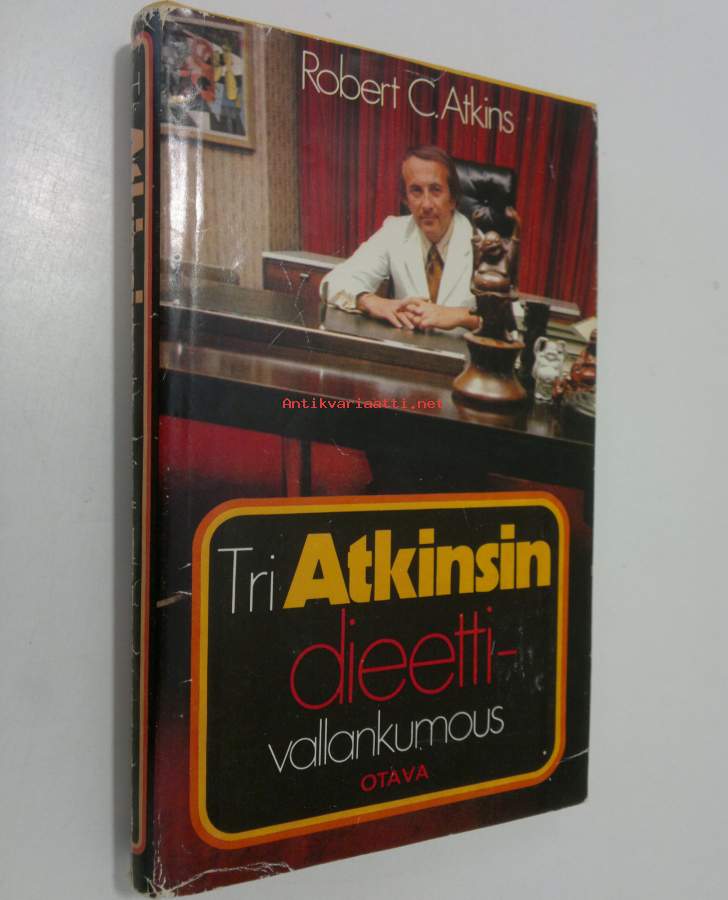 Robert C. Atkins
Antikvariaatti.net
Tri Atkinsin
dieetti-
vallankumous
OTAVA